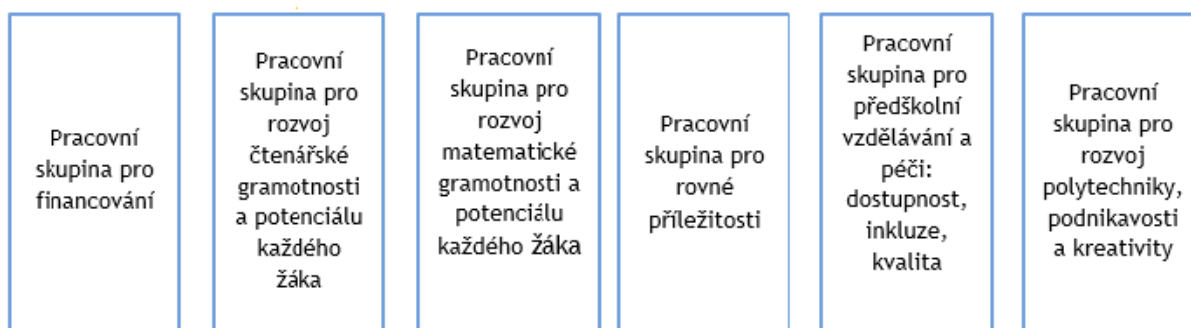 Pracovní
skupina pro
financování
Pracovní
skupina pro
rozvoj
čtenářské
gramotnosti
a potenciálu
každého
žáka
Pracovní
skupina pro
rozvoj
matematické
gramotnosti a
potenciálu
každého žáka
Pracovní
skupina pro
rovné
příležitosti
Pracovní
skupina pro
předškolní
vzdělávání a
péči:
dostupnost,
inkluze,
kvalita
Pracovní
skupina pro
rozvoj
polytechniky,
podnikavosti
a kreativity